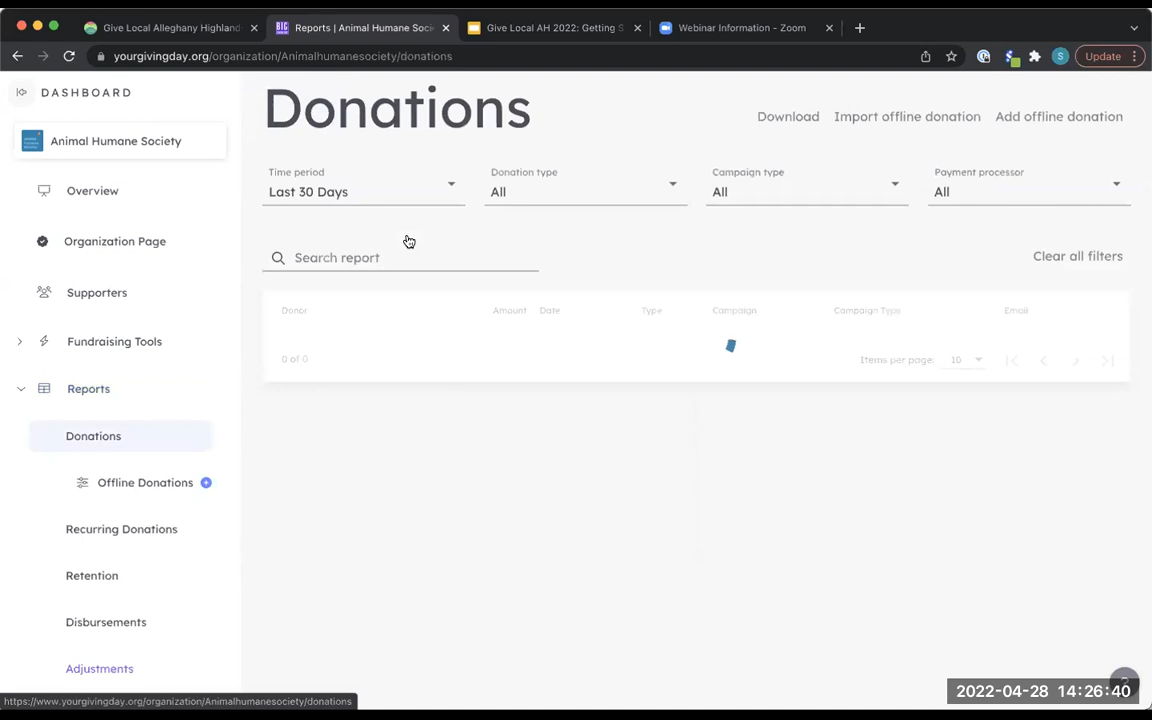 Give Local Alleghany Highland
Reports | Animal Humane Soci
Give Local AH 2022: Getting S
Webinar Information - Zoom
yourgivingday.org/organization/Animalhumanesociety/donations
S
Update
DASHBOARD
Animal Humane Society
Overview
Organization Page
Supporters
Fundraising Tools
Reports
Donations
Offline Donations
Recurring Donations
Retention
Disbursements
Adjustments
Donations
Download
Import offline donation
Add offline donation
Time period
Last 30 Days
Donation type
All
Campaign type
All
Payment processor
All
Search report
Clear all filters
Donor Amount Date Type Campaign Campaign Type Email
0 of 0
Items per page: 10
https://www.yourgivingday.org/organization/Animalhumanesociety/donations
2022-04-28 14:26:40